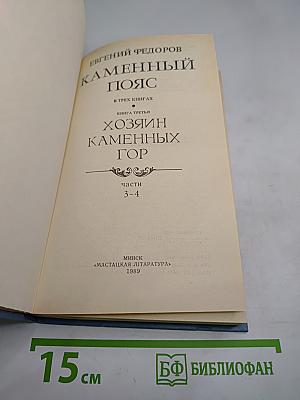 ЕВГЕНИЙ ФЕДОРОВ
КАМЕННЫЙ
ПОЯС
В ТРЕХ КНИГАХ
КНИГА ТРЕТЬЯ
ХОЗЯИН
КАМЕННЫХ
ГОР
ЧАСТИ
3-4
МИНСК
«МАСТАЦКАЯ ЛІТАРАТУРА»
1989
15 см
БФ БИБЛИОФАН